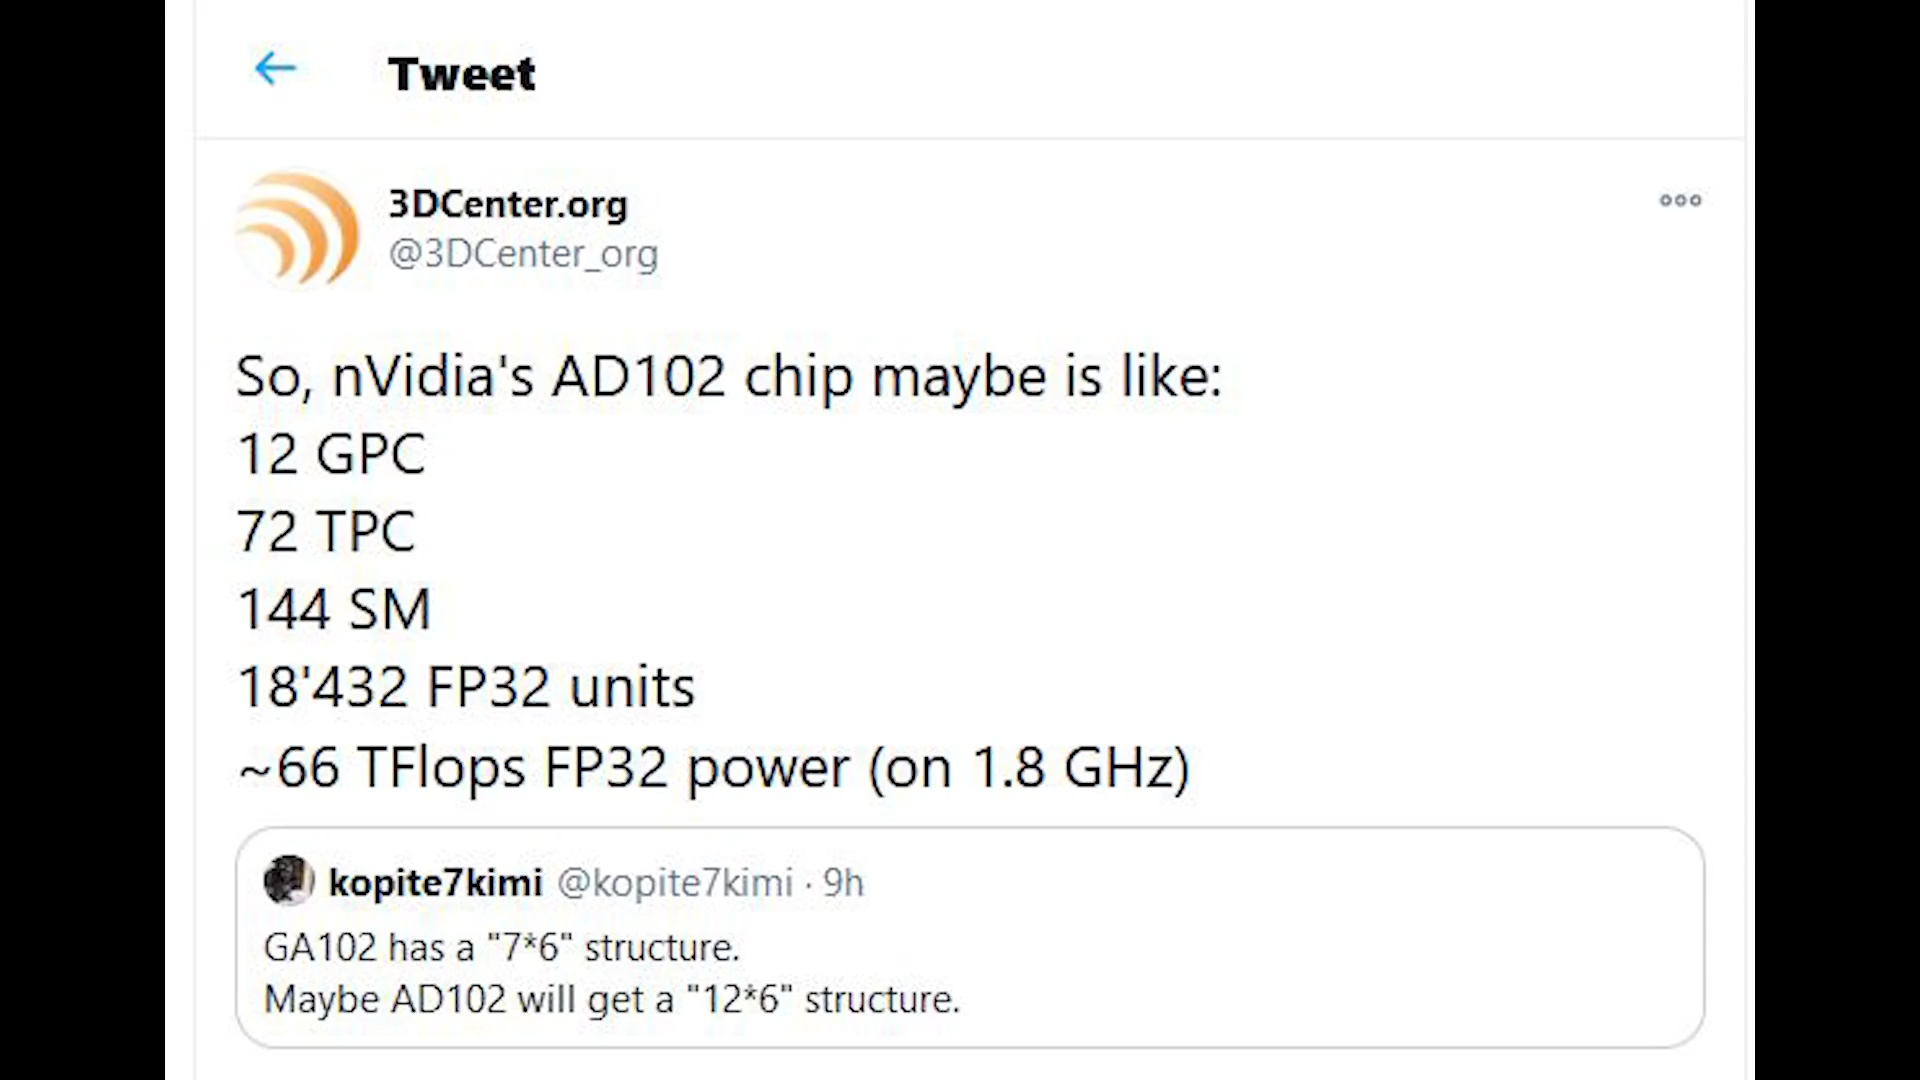 Tweet
3DCenter.org
@3DCenter_org
So, nVidia's AD102 chip maybe is like:
12 GPC
72 TPC
144 SM
18'432 FP32 units
~66 TFlops FP32 power (on 1.8 GHz)
kopite7kimi @kopite7kimi · 9h
GA102 has a "7*6" structure.
Maybe AD102 will get a "12*6" structure.